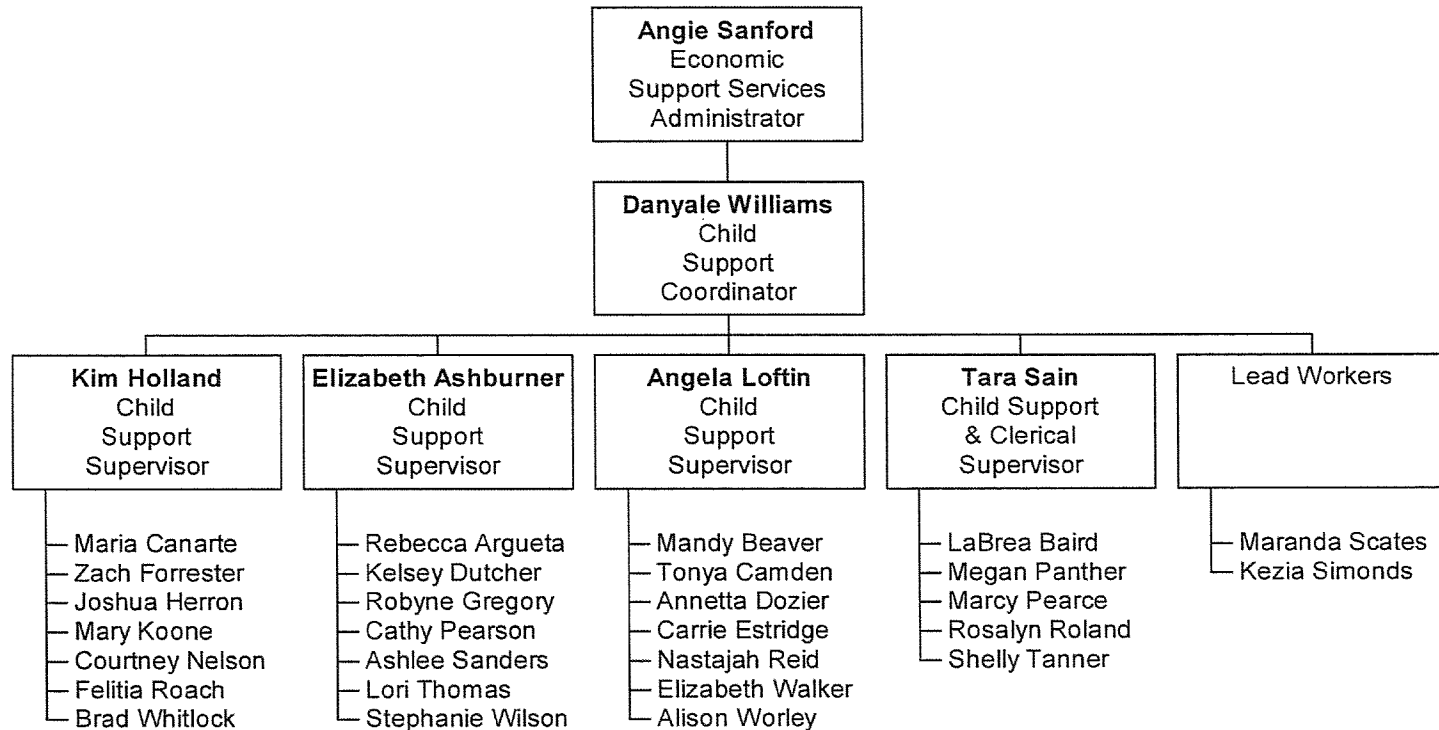 Angie Sanford
Economic
Support Services
Administrator
Danyale Williams
Child
Support
Coordinator
Kim Holland
Child
Support
Supervisor
Elizabeth Ashburner
Child
Support
Supervisor
Angela Loftin
Child
Support
Supervisor
Tara Sain
Child Support
& Clerical
Supervisor
Lead Workers
Maria Canarte
Zach Forrester
Joshua Herron
Mary Koone
Courtney Nelson
Felitia Roach
Brad Whitlock
Rebecca Argueta
Kelsey Dutcher
Robyne Gregory
Cathy Pearson
Ashlee Sanders
Lori Thomas
Stephanie Wilson
Mandy Beaver
Tonya Camden
Annetta Dozier
Carrie Estridge
Nastajah Reid
Elizabeth Walker
Alison Worley
LaBrea Baird
Megan Panther
Marcy Pearce
Rosalyn Roland
Shelly Tanner
Maranda Scates
Kezia Simonds